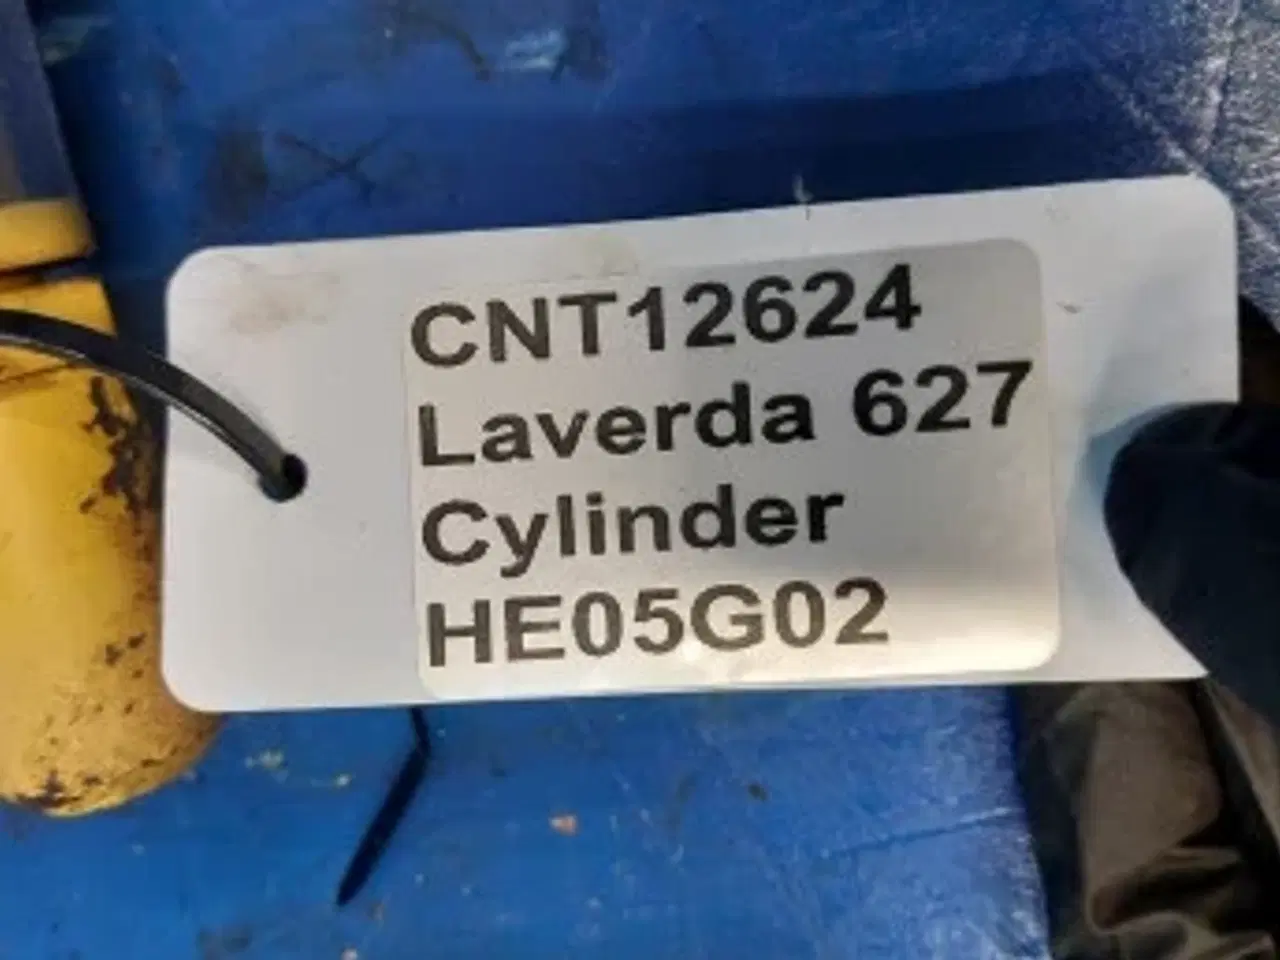 CNT12624
Laverda 627
Cylinder
HE05G02